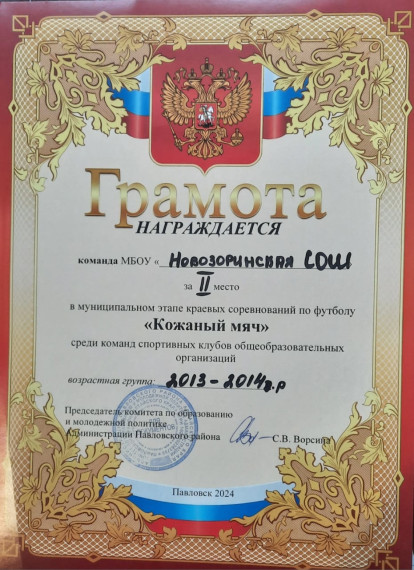 Грамота
НАГРАЖДАЕТСЯ
команда МБОУ « Новозоринская СОШ
за II место
в муниципальном этапе краевых соревнований по футболу
«Кожаный мяч»
среди команд спортивных клубов общеобразовательных
организаций
возрастная группа: 2013-2014г.р
Председатель комитета по образованию
и молодежной политике
Администрации Павловского района С.В. Ворсина
Павловск 2024